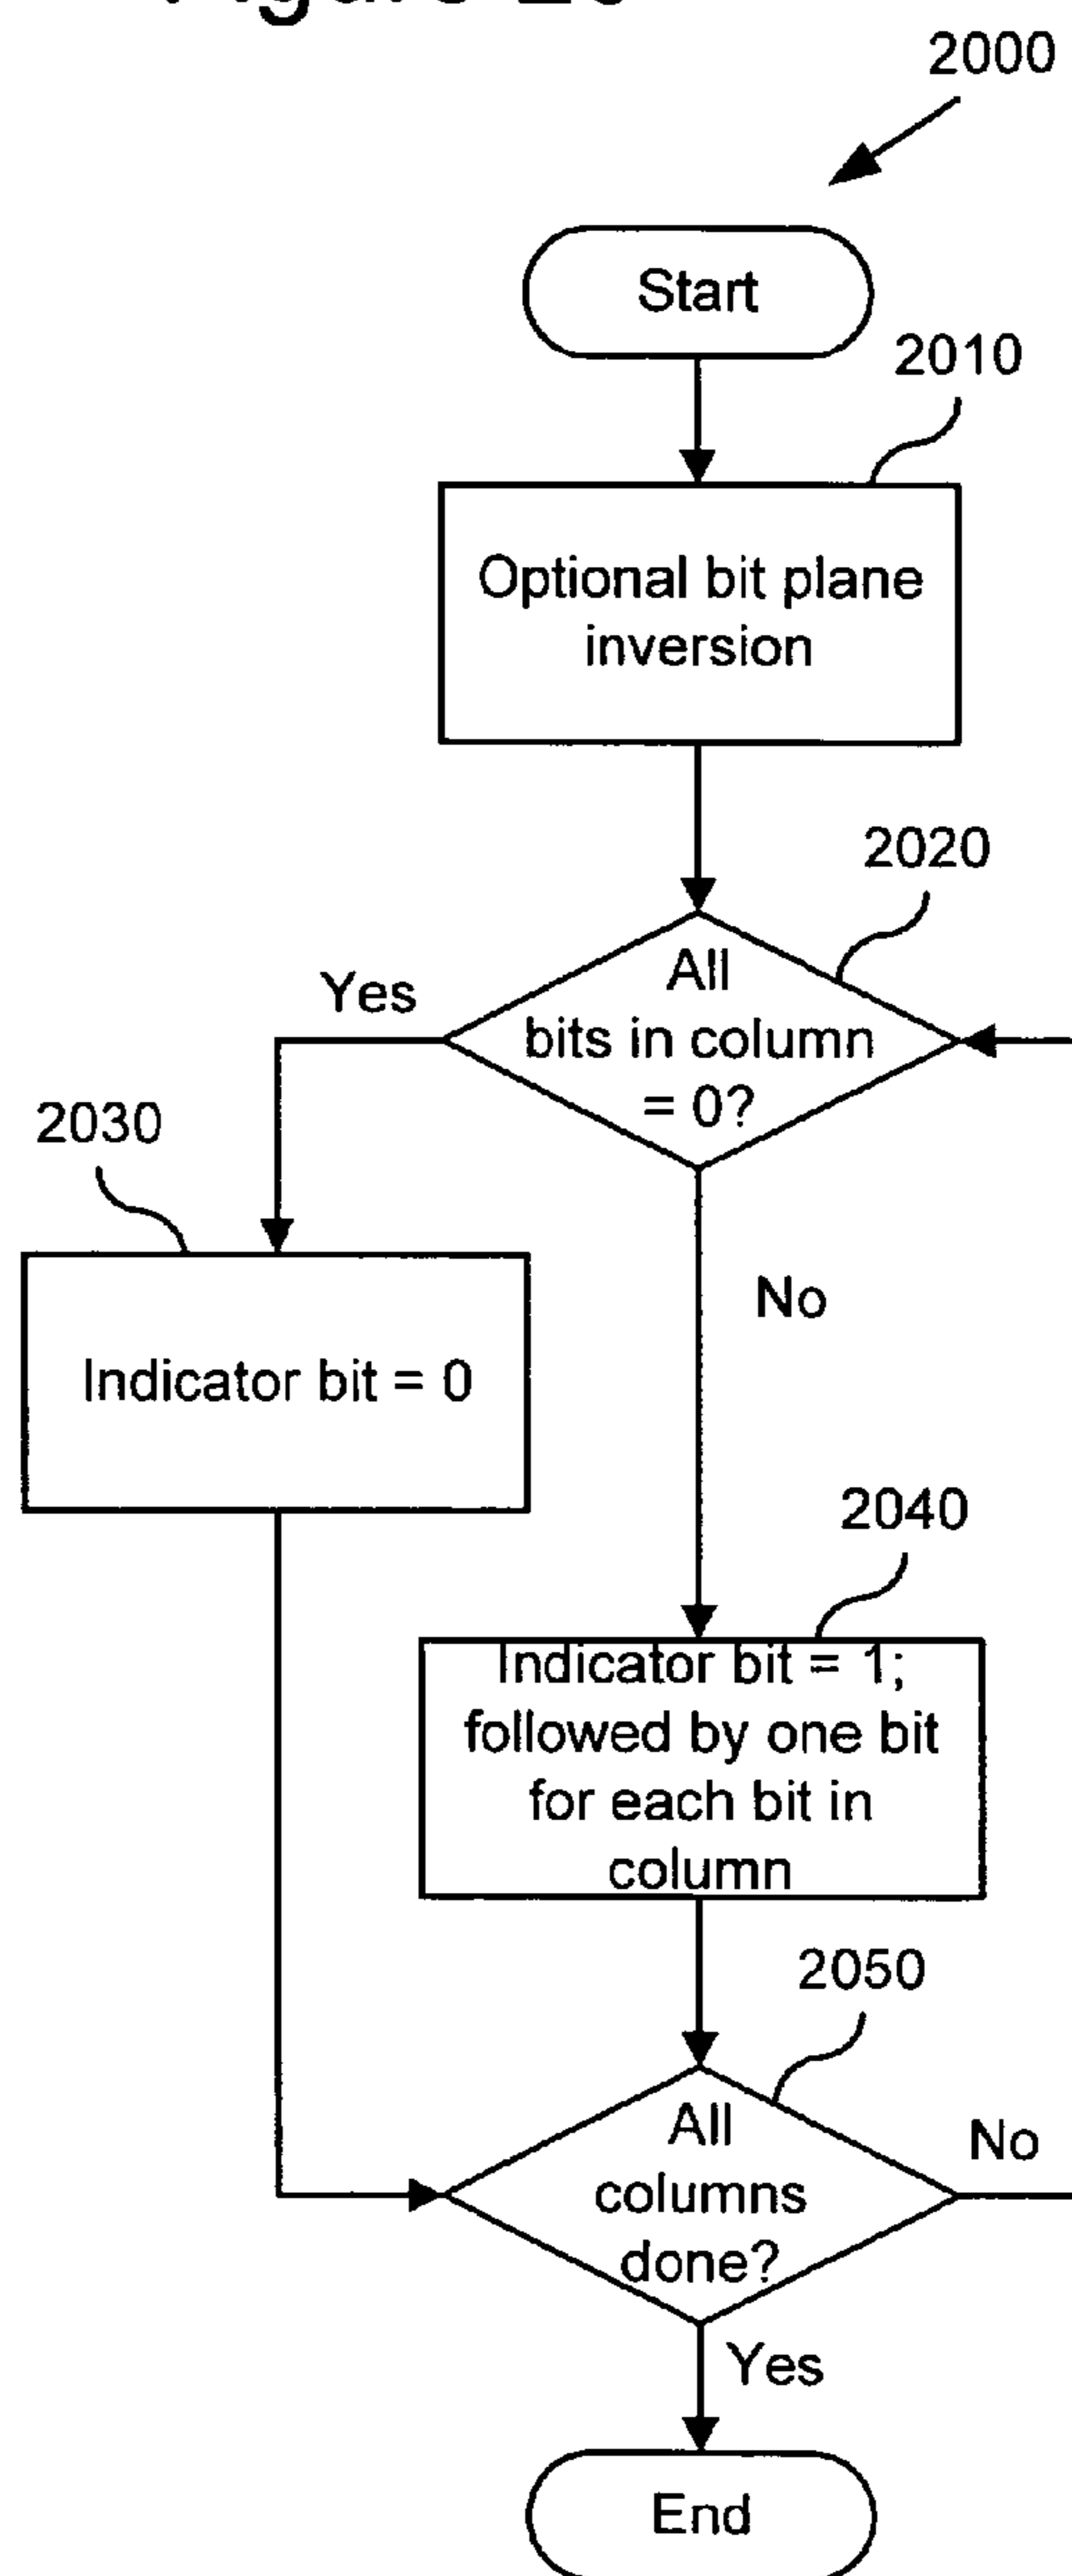 2000
Start
2010
Optional bit plane
inversion
2020
All
bits in column
= 0?
Yes
2030
No
Indicator bit = 0
2040
Indicator bit = 1;
followed by one bit
for each bit in
column
2050
All
columns
done?
No
Yes
End